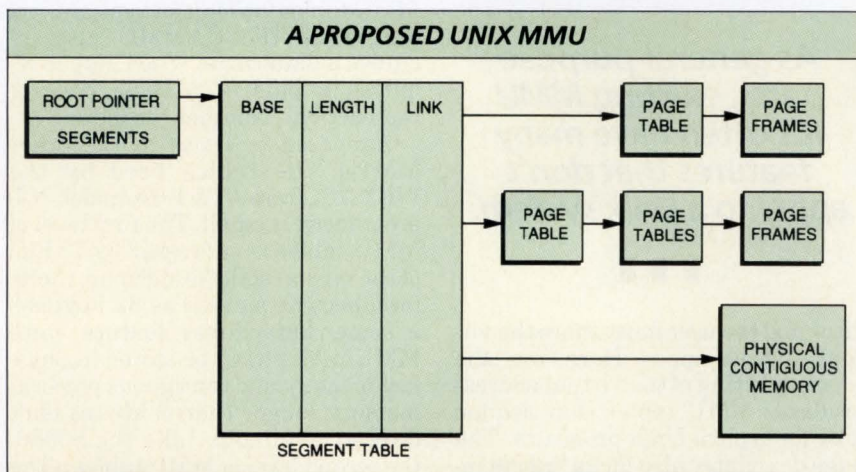 A PROPOSED UNIX MMU
ROOT POINTER
SEGMENTS
BASE LENGTH LINK
PAGE
TABLE
PAGE
FRAMES
PAGE
TABLE
PAGE
TABLES
PAGE
FRAMES
PHYSICAL
CONTIGUOUS
MEMORY
SEGMENT TABLE